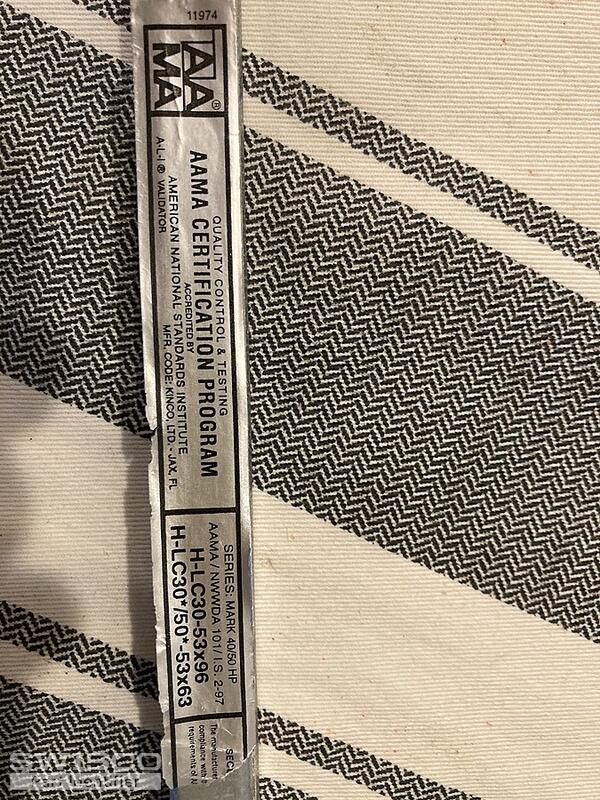 11974
AAMA®
QUALITY CONTROL & TESTING
AAMA CERTIFICATION PROGRAM
ACCREDITED BY
AMERICAN NATIONAL STANDARDS INSTITUTE
A-L-I ® VALIDATOR
MFR. CODE: KINCO, LTD. - JAX, FL
SERIES: MARK 40/50 HP
AAMA / NWWDA 101/I.S. 2-97
H-LC30-53x96
H-LC30*/50*-53x63
SEC
The manufacturer
compliance with
requirements of
SWISCO